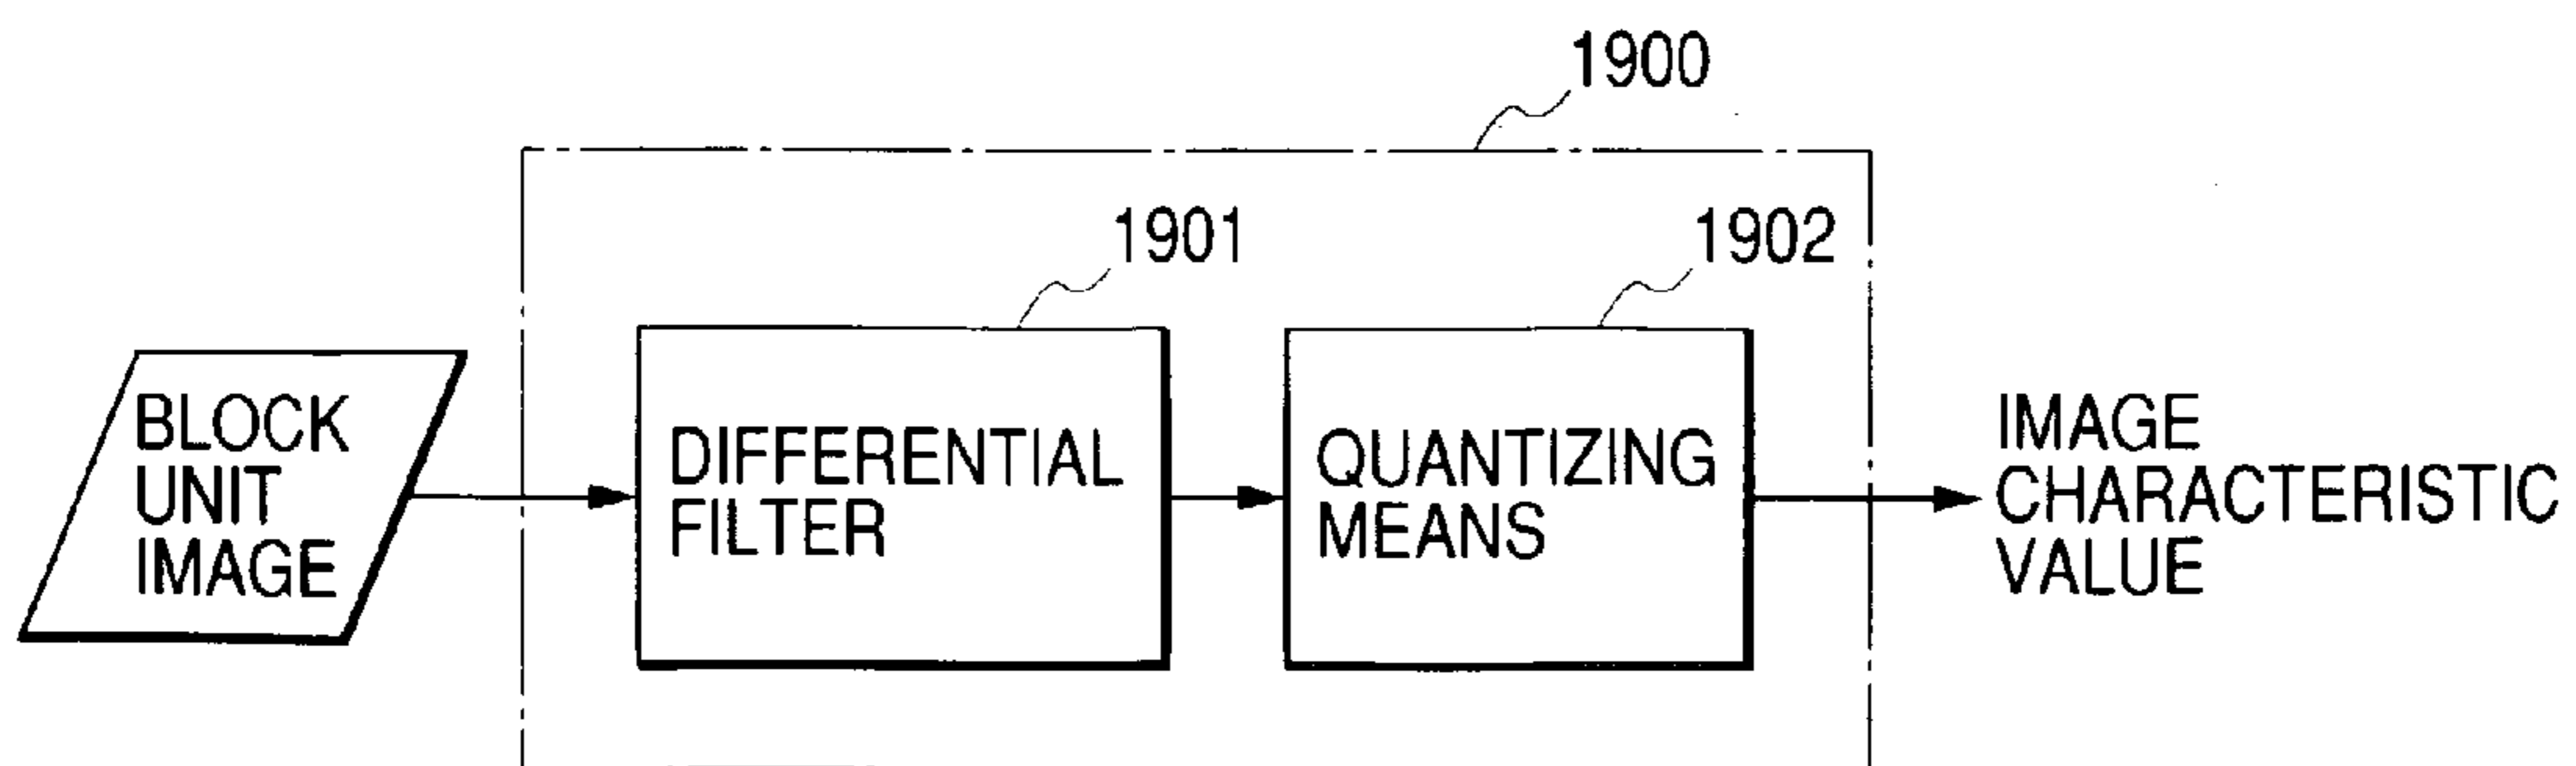 1900
1901
1902
BLOCK
UNIT
IMAGE
DIFFERENTIAL
FILTER
QUANTIZING
MEANS
IMAGE
CHARACTERISTIC
VALUE